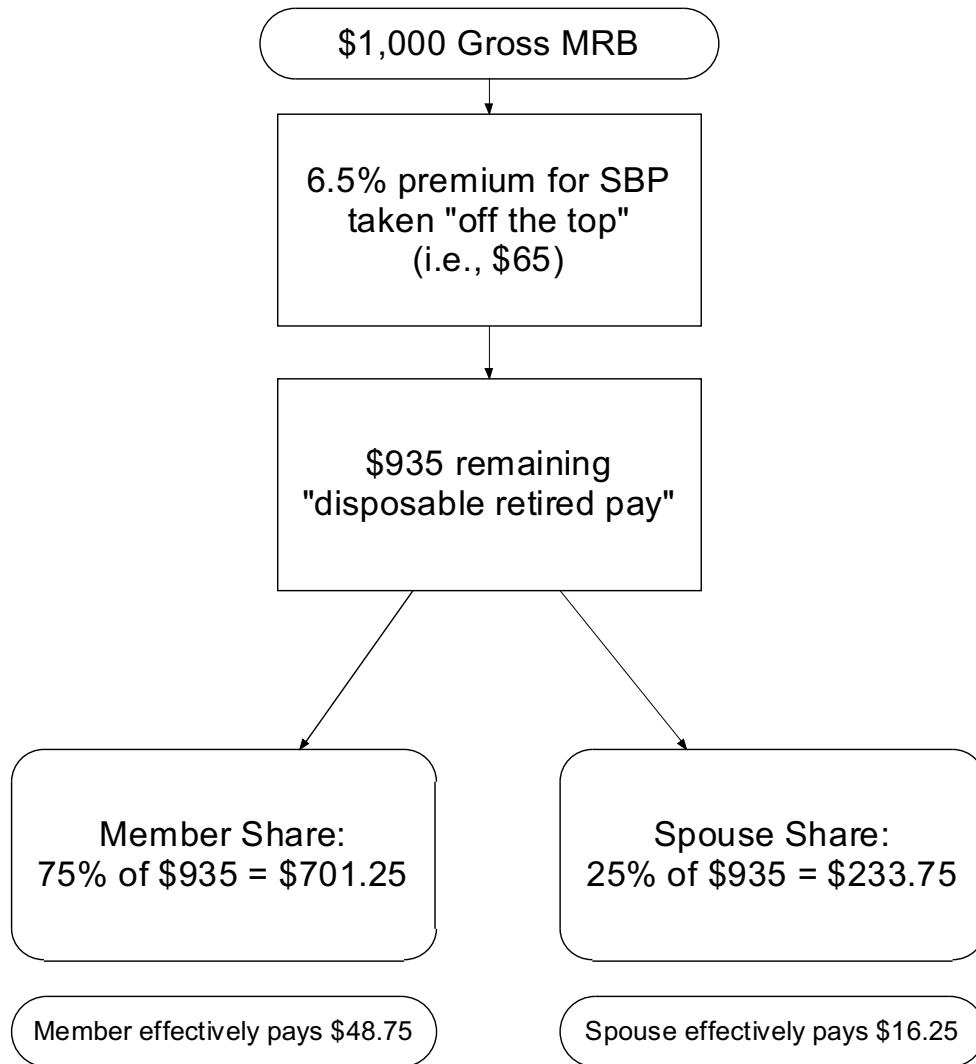 $1,000 Gross MRB
6.5% premium for SBP
taken "off the top"
(i.e., $65)
$935 remaining
"disposable retired pay"
Member Share:
75% of $935 = $701.25
Spouse Share:
25% of $935 = $233.75
Member effectively pays $48.75
Spouse effectively pays $16.25